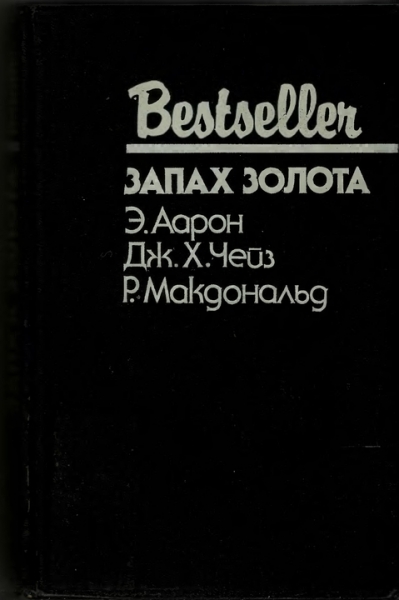 Bestseller
ЗАПАХ ЗОЛОТА
Э. Аарон
Дж. Х. Чейз
Р. Макдональд